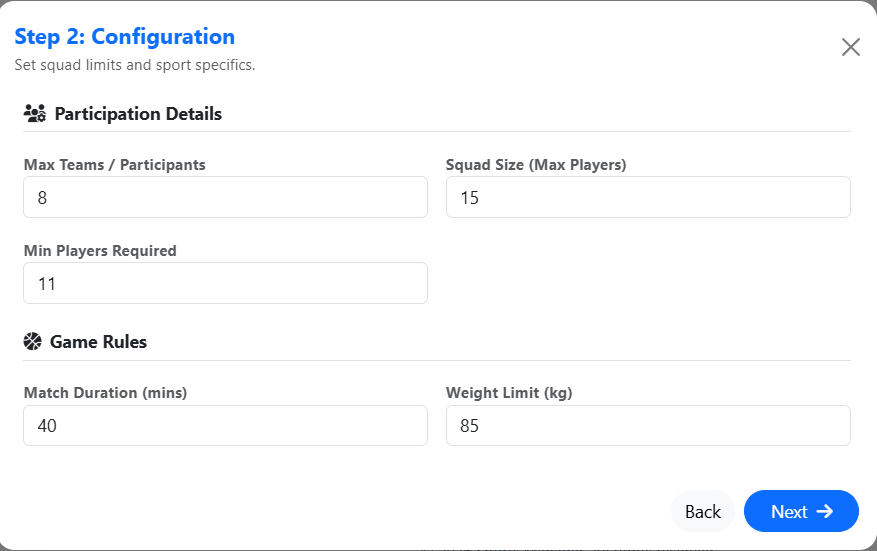 Step 2: Configuration
Set squad limits and sport specifics.
Participation Details
Max Teams / Participants
8
Squad Size (Max Players)
15
Min Players Required
11
Game Rules
Match Duration (mins)
40
Weight Limit (kg)
85
Back
Next